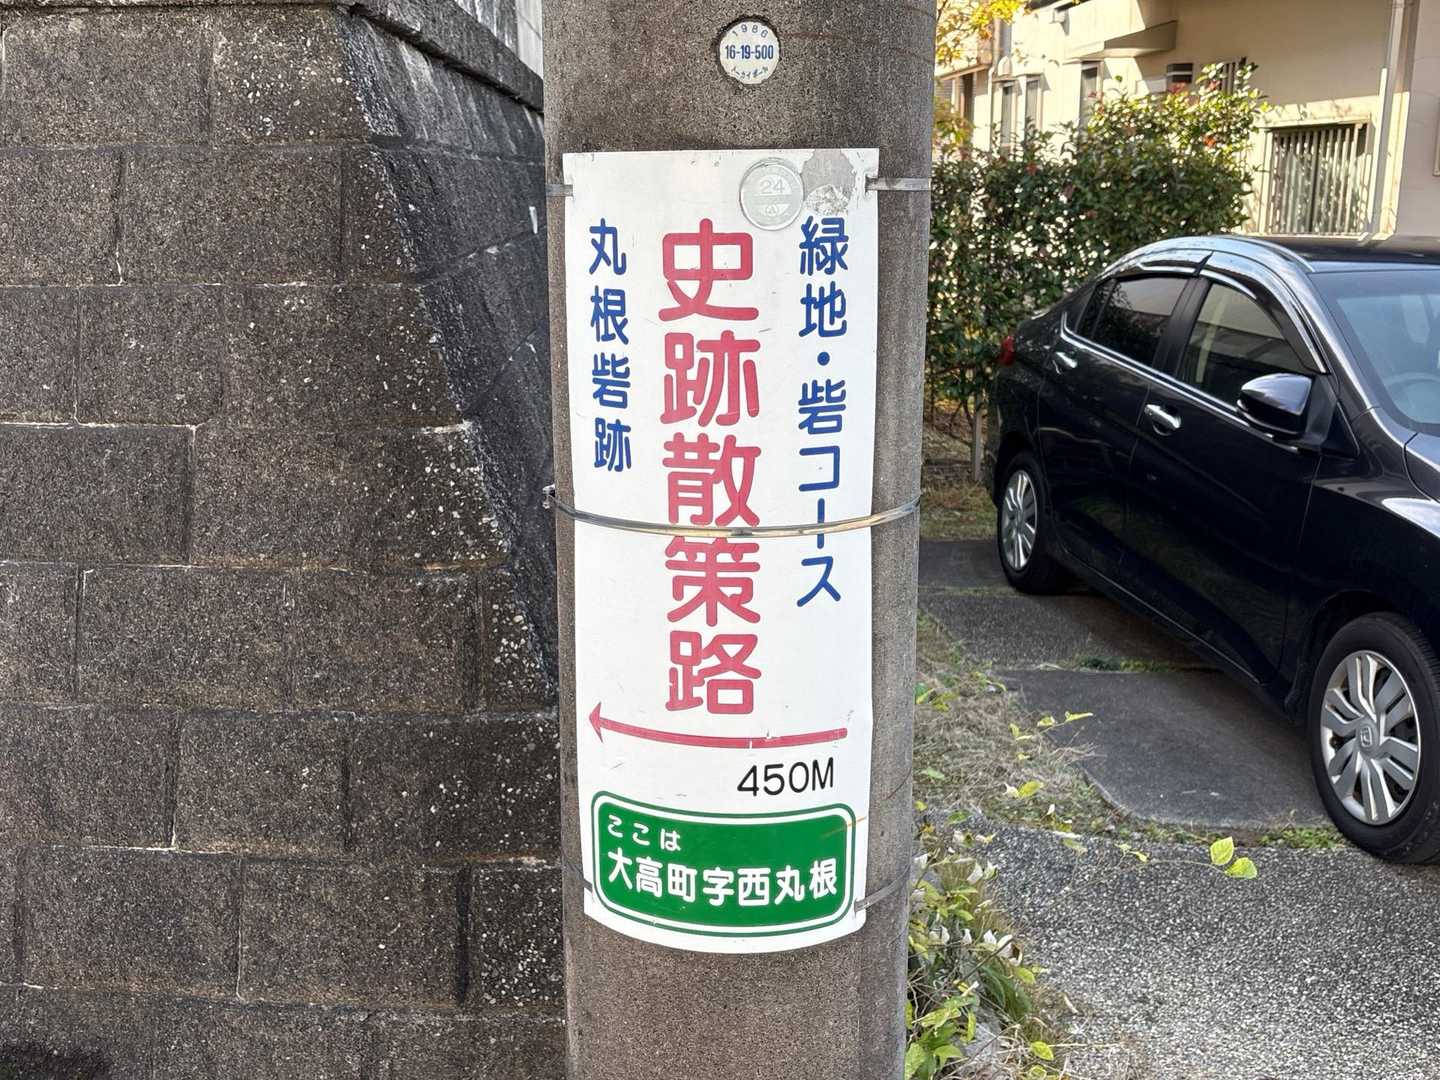 1986
16-19-500
24
緑地・砦コース
史跡散策路
丸根砦跡
450M
ここは
大高町字西丸根